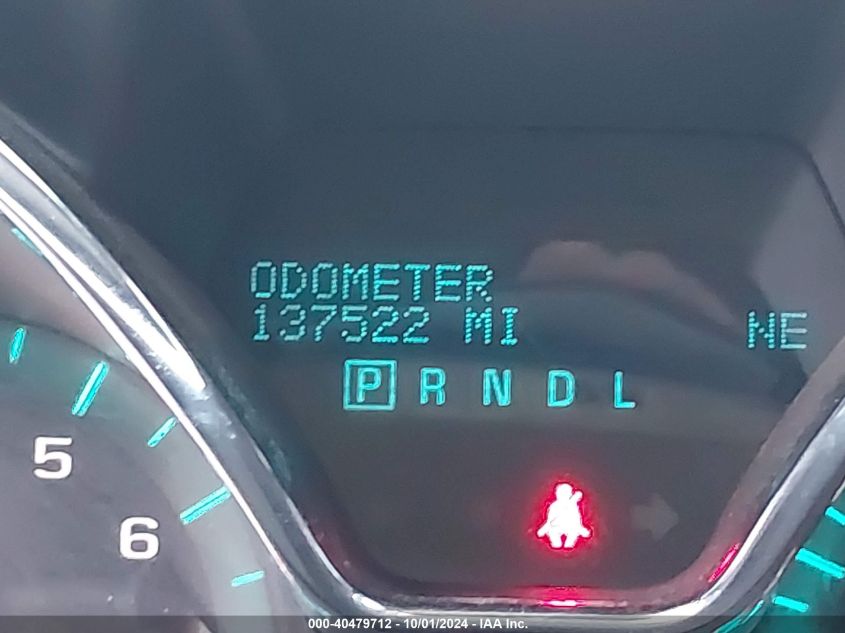 ODOMETER
137522 MI NE
P R N D L
5
6
000-40479712 - 10/01/2024 - IAA Inc.